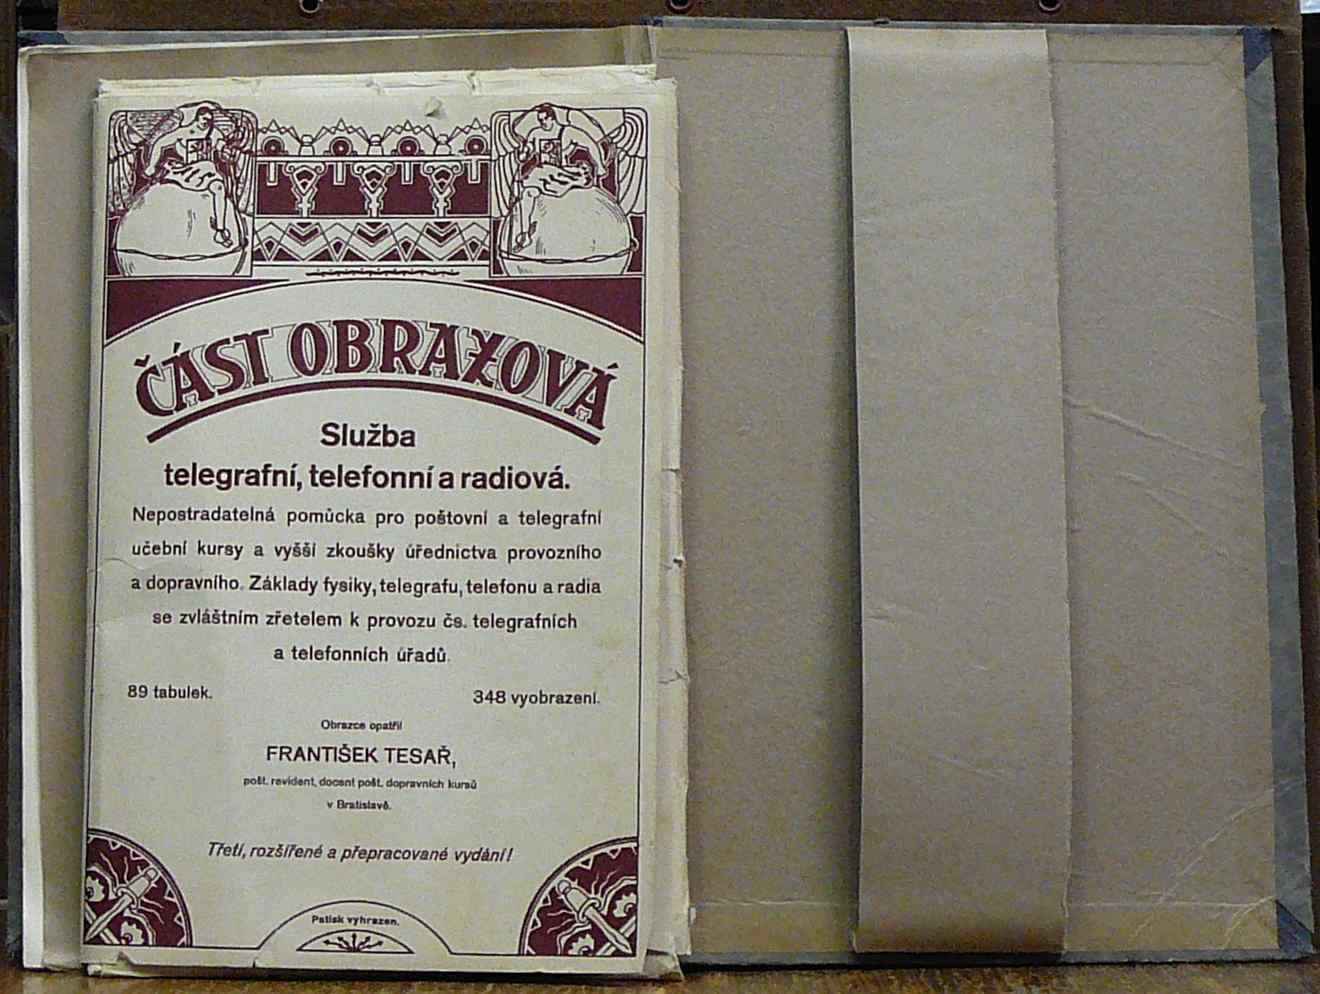 ČÁST OBRAZOVÁ
Služba
telegrafní, telefonní a radiová.
Nepostradatelná pomůcka pro poštovní a telegrafní
učební kursy a vyšší zkoušky úřednictva provozního
a dopravního. Základy fysiky, telegrafu, telefonu a radia
se zvláštním zřetelem k provozu čs. telegrafních
a telefonních úřadů.
89 tabulek. 348 vyobrazení.
Obrazce opatřil
FRANTIŠEK TESAŘ,
pošt. revident, docent pošt. dopravních kursů
v Bratislavě.
Třetí, rozšířené a přepracované vydání!
Patisk vyhrazen.